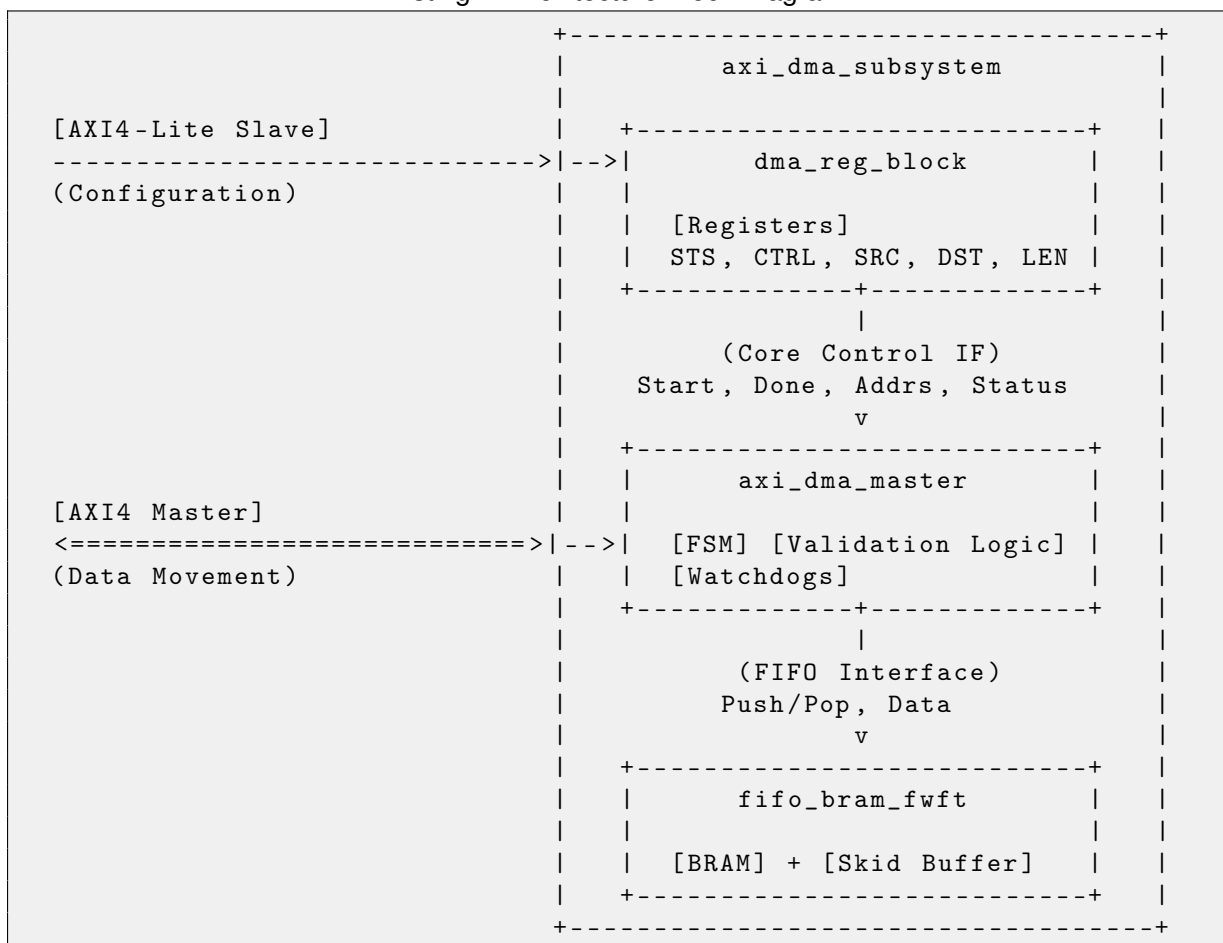 +-----------------------------------+
| axi_dma_subsystem |
| |
[AXI4-Lite Slave] | +---------------------------+ |
----------------------------->|-->| dma_reg_block | |
(Configuration) | | | |
| | [Registers] | |
| | STS, CTRL, SRC, DST, LEN | |
| +-------------+-------------+ |
| | |
| (Core Control IF) |
| Start, Done, Addrs, Status |
| v |
| +---------------------------+ |
| | axi_dma_master | |
[AXI4 Master] | | | |
<============================>|-->| [FSM] [Validation Logic] | |
(Data Movement) | | [Watchdogs] | |
| +-------------+-------------+ |
| | |
| (FIFO Interface) |
| Push/Pop, Data |
| v |
| +---------------------------+ |
| | fifo_bram_fwft | |
| | | |
| | [BRAM] + [Skid Buffer] | |
| +---------------------------+ |
+-----------------------------------+